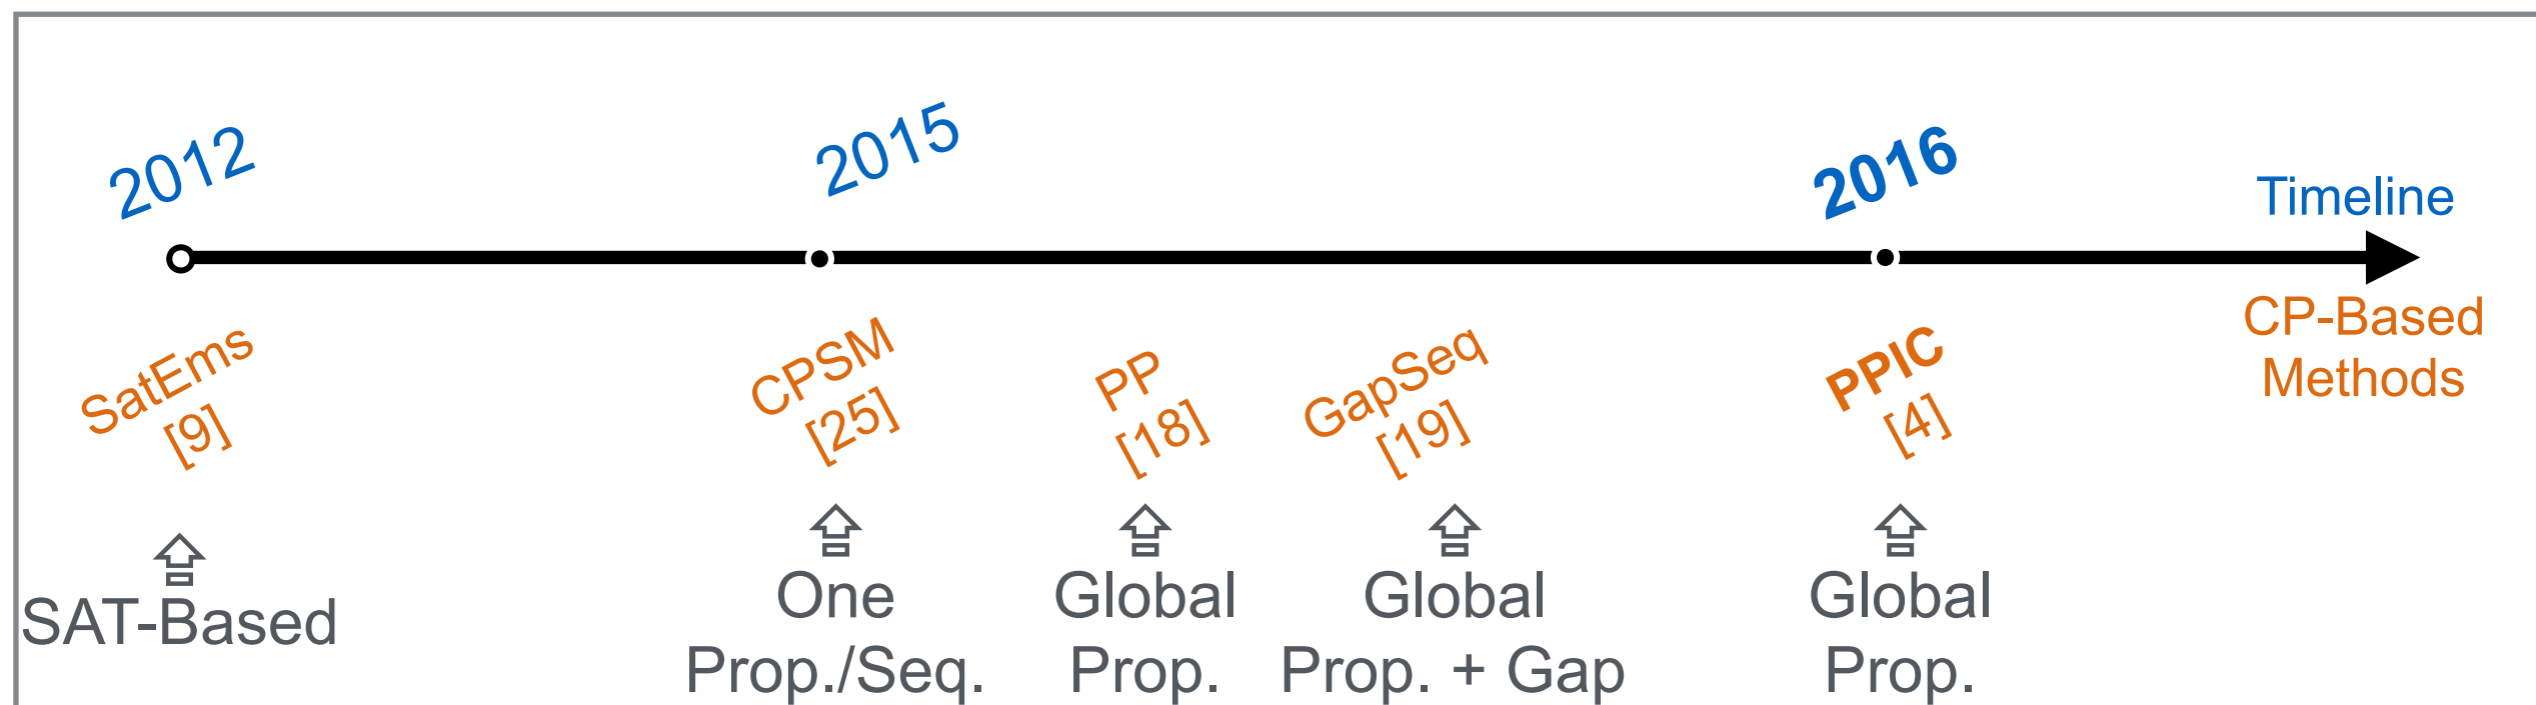 2012
2015
2016
Timeline
SatEms
[9]
CPSM
[25]
PP
[18]
GapSeq
[19]
PPIC
[4]
CP-Based
Methods
SAT-Based
One
Prop./Seq.
Global
Prop.
Global
Prop. + Gap
Global
Prop.